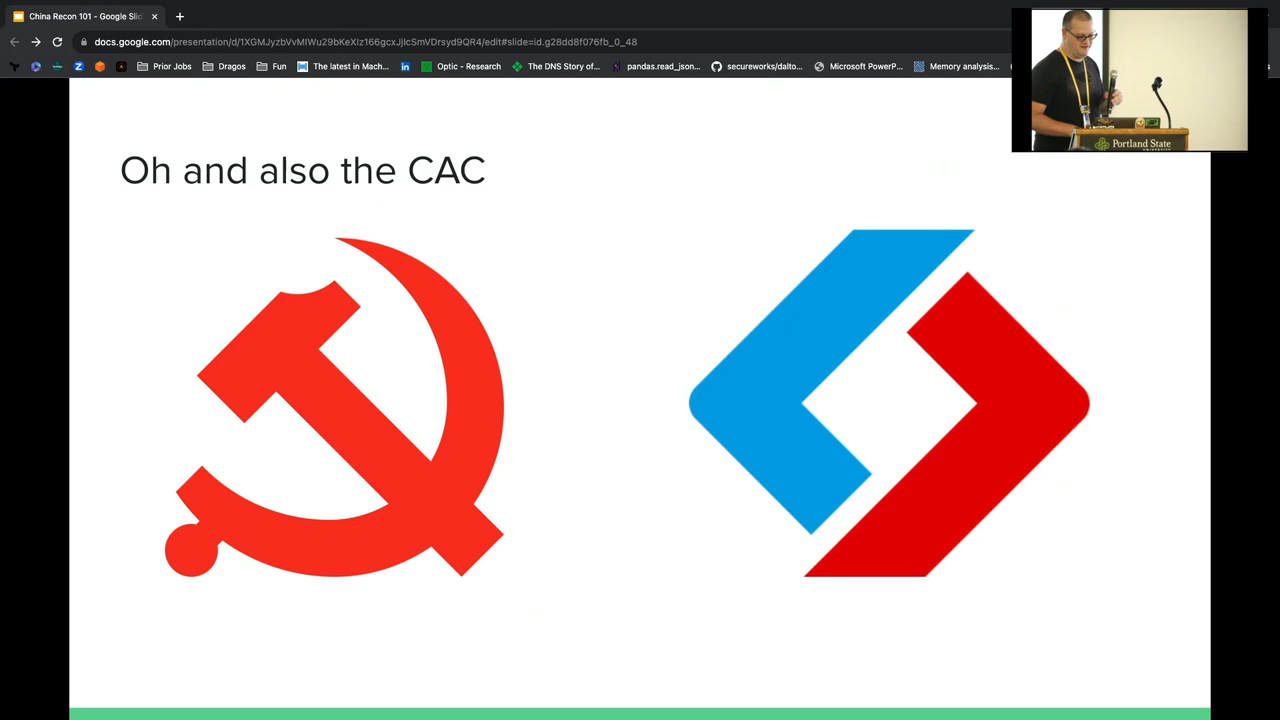 China Recon 101 - Google Slid
docs.google.com/presentation/d/1XGMJyzbVvMIWu29bKeXIz166gcxJjIcSmVDrsyd9QR4/edit#slide=id.g28dd8f076fb_0_48
Prior Jobs
Dragos
Fun
The latest in Mach...
Optic - Research
The DNS Story of...
pandas.read_json...
secureworks/dalto...
Microsoft PowerP...
Memory analysis...
Oh and also the CAC
Portland State
UNIVERSITY